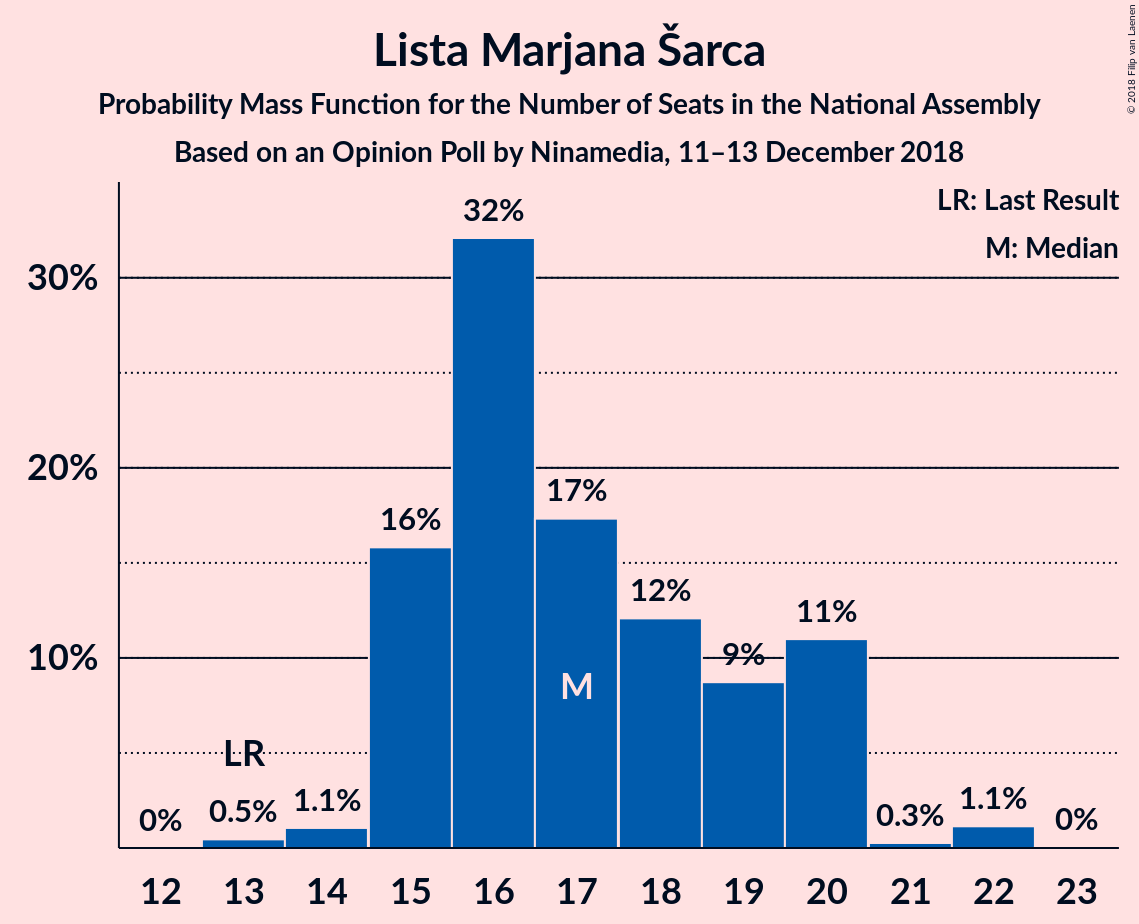 Lista Marjana Šarca
Probability Mass Function for the Number of Seats in the National Assembly
Based on an Opinion Poll by Ninamedia, 11–13 December 2018
© 2018 Filip van Laenen
LR: Last Result
M: Median
30%
20%
10%
0%
0.5%
1.1%
16%
32%
17%
12%
9%
11%
0.3%
1.1%
0%
LR
M
12 13 14 15 16 17 18 19 20 21 22 23